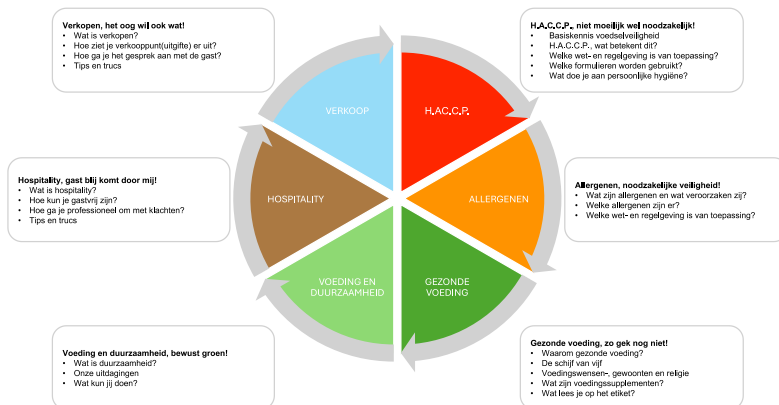 Verkopen, het oog wil ook wat!
• Wat is verkopen?
• Hoe ziet je verkooppunt(uitgifte) er uit?
• Hoe ga je het gesprek aan met de gast?
• Tips en trucs
H.A.C.C.P., niet moeilijk wel noodzakelijk!
• Basiskennis voedselveiligheid
• H.A.C.C.P., wat betekent dit?
• Welke wet- en regelgeving is van toepassing?
• Welke formulieren worden gebruikt?
• Wat doe je aan persoonlijke hygiëne?
VERKOOP
H.AC.C.P.
Hospitality, gast blij komt door mij!
• Wat is hospitality?
• Hoe kun je gastvrij zijn?
• Hoe ga je professioneel om met klachten?
• Tips en trucs
HOSPITALITY
ALLERGENEN
Allergenen, noodzakelijke veiligheid!
• Wat zijn allergenen en wat veroorzaken zij?
• Welke allergenen zijn er?
• Welke wet- en regelgeving is van toepassing?
VOEDING EN
DUURZAAMHEID
GEZONDE
VOEDING
Voeding en duurzaamheid, bewust groen!
• Wat is duurzaamheid?
• Onze uitdagingen
• Wat kun jij doen?
Gezonde voeding, zo gek nog niet!
• Waarom gezonde voeding?
• De schijf van vijf
• Voedingswensen-, gewoonten en religie
• Wat zijn voedingssupplementen?
• Wat lees je op het etiket?